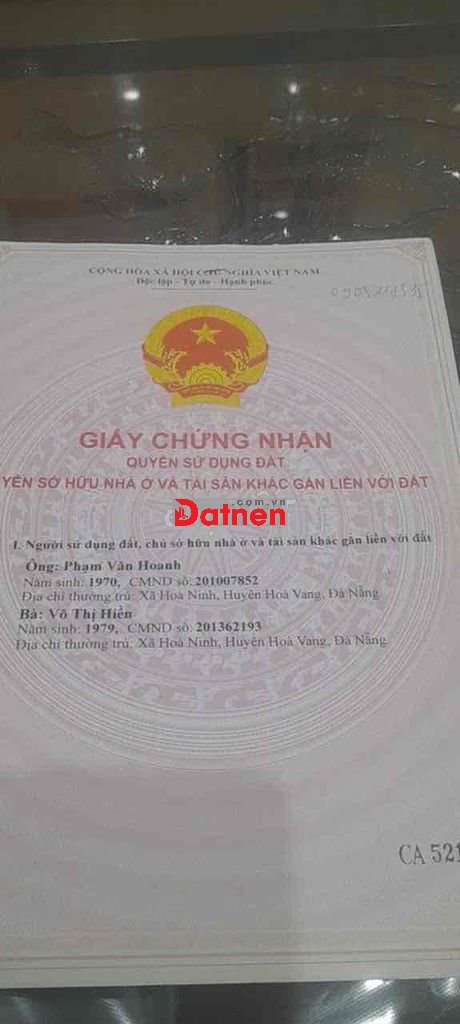 CỘNG HÒA XÃ HỘI CHỦ NGHĨA VIỆT NAM
Độc lập - Tự do - Hạnh phúc
GIẤY CHỨNG NHẬN
QUYỀN SỬ DỤNG ĐẤT
YỀN SỞ HỮU NHÀ Ở VÀ TÀI SẢN KHÁC GẮN LIỀN VỚI ĐẤT
.com.vn
Datnen
I. Người sử dụng đất, chủ sở hữu nhà ở và tài sản khác gắn liền với đất
Ông: Phạm Văn Hoanh
Năm sinh: 1970, CMND số: 201007852
Địa chỉ thường trú: Xã Hoà Ninh, Huyện Hoà Vang, Đà Nẵng
Bà: Võ Thị Hiền
Năm sinh: 1979, CMND số: 201362193
Địa chỉ thường trú: Xã Hoà Ninh, Huyện Hoà Vang, Đà Nẵng
CA 521